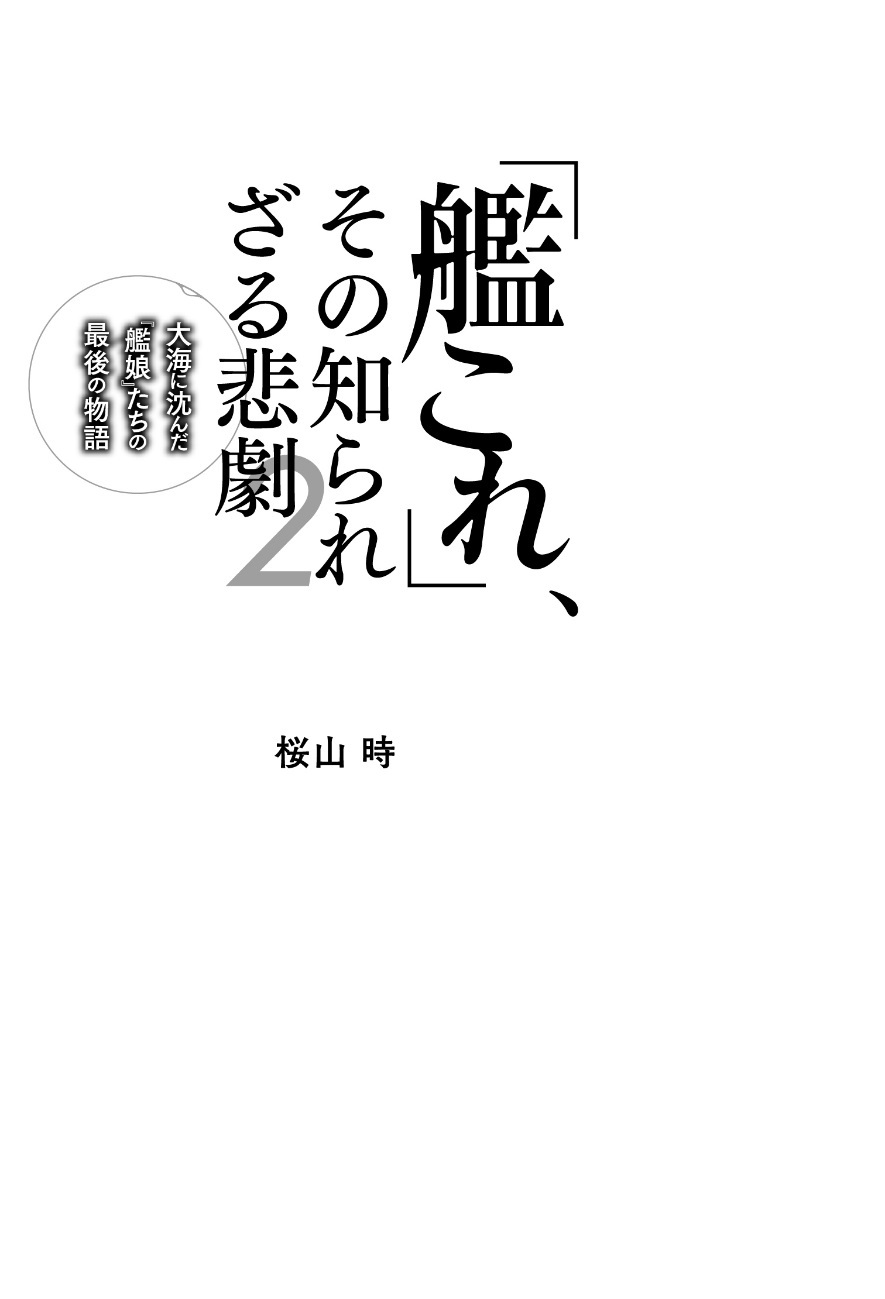 「艦これ」、
その知られ
ざる悲劇
2
大海に沈んだ
『艦娘』たちの
最後の物語
桜山 時